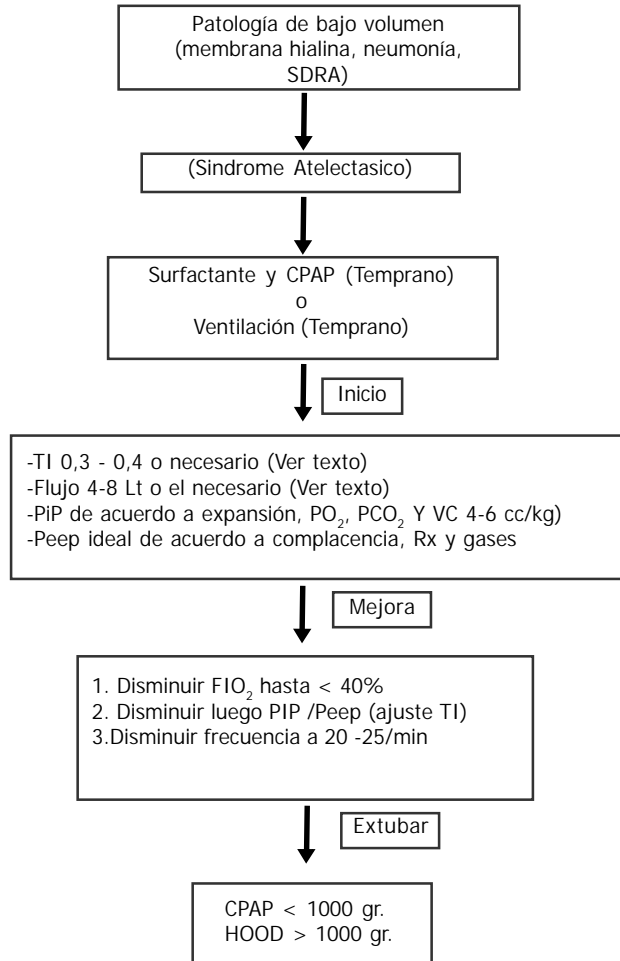 Patología de bajo volumen
(membrana hialina, neumonía,
SDRA)
(Sindrome Atelectasico)
Surfactante y CPAP (Temprano)
o
Ventilación (Temprano)
Inicio
-TI 0,3 - 0,4 o necesario (Ver texto)
-Flujo 4-8 Lt o el necesario (Ver texto)
-PiP de acuerdo a expansión, PO₂, PCO₂ Y VC 4-6 cc/kg)
-Peep ideal de acuerdo a complacencia, Rx y gases
Mejora
1. Disminuir FIO₂ hasta < 40%
2. Disminuir luego PIP /Peep (ajuste TI)
3.Disminuir frecuencia a 20 -25/min
Extubar
CPAP < 1000 gr.
HOOD > 1000 gr.